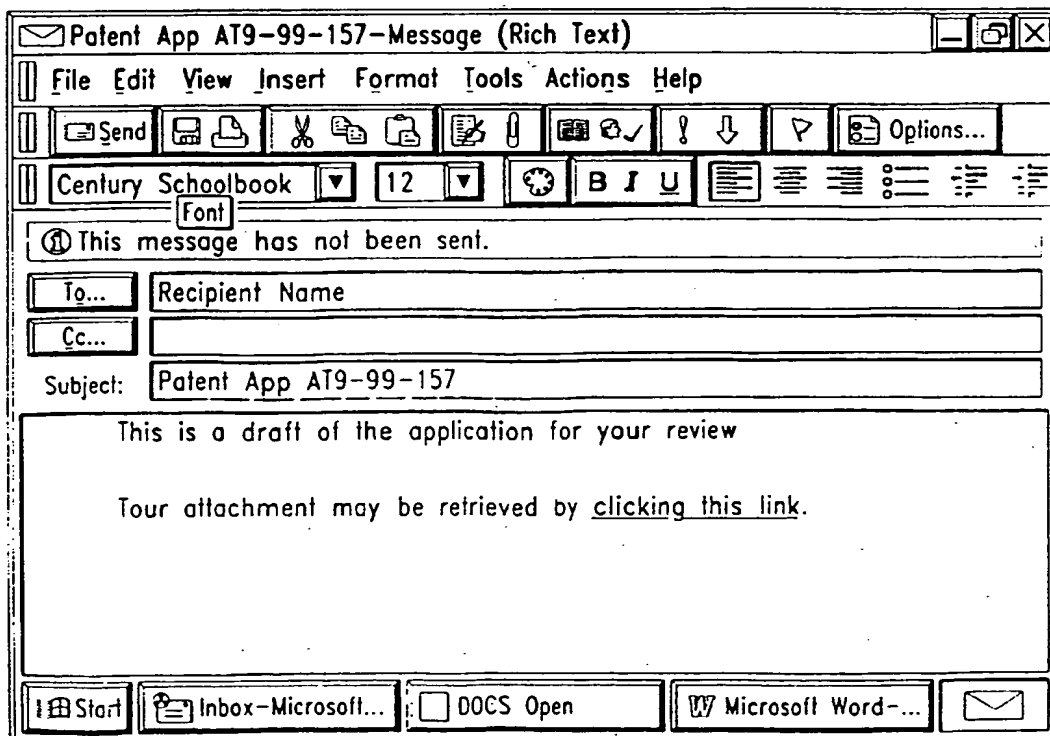 Patent App AT9-99-157-Message (Rich Text)
File Edit View Insert Format Tools Actions Help
Send Options...
Century Schoolbook 12 B I U
Font
This message has not been sent.
To... Recipient Name
Cc...
Subject: Patent App AT9-99-157
This is a draft of the application for your review
Tour attachment may be retrieved by clicking this link.
Start Inbox-Microsoft... DOCS Open W Microsoft Word-...